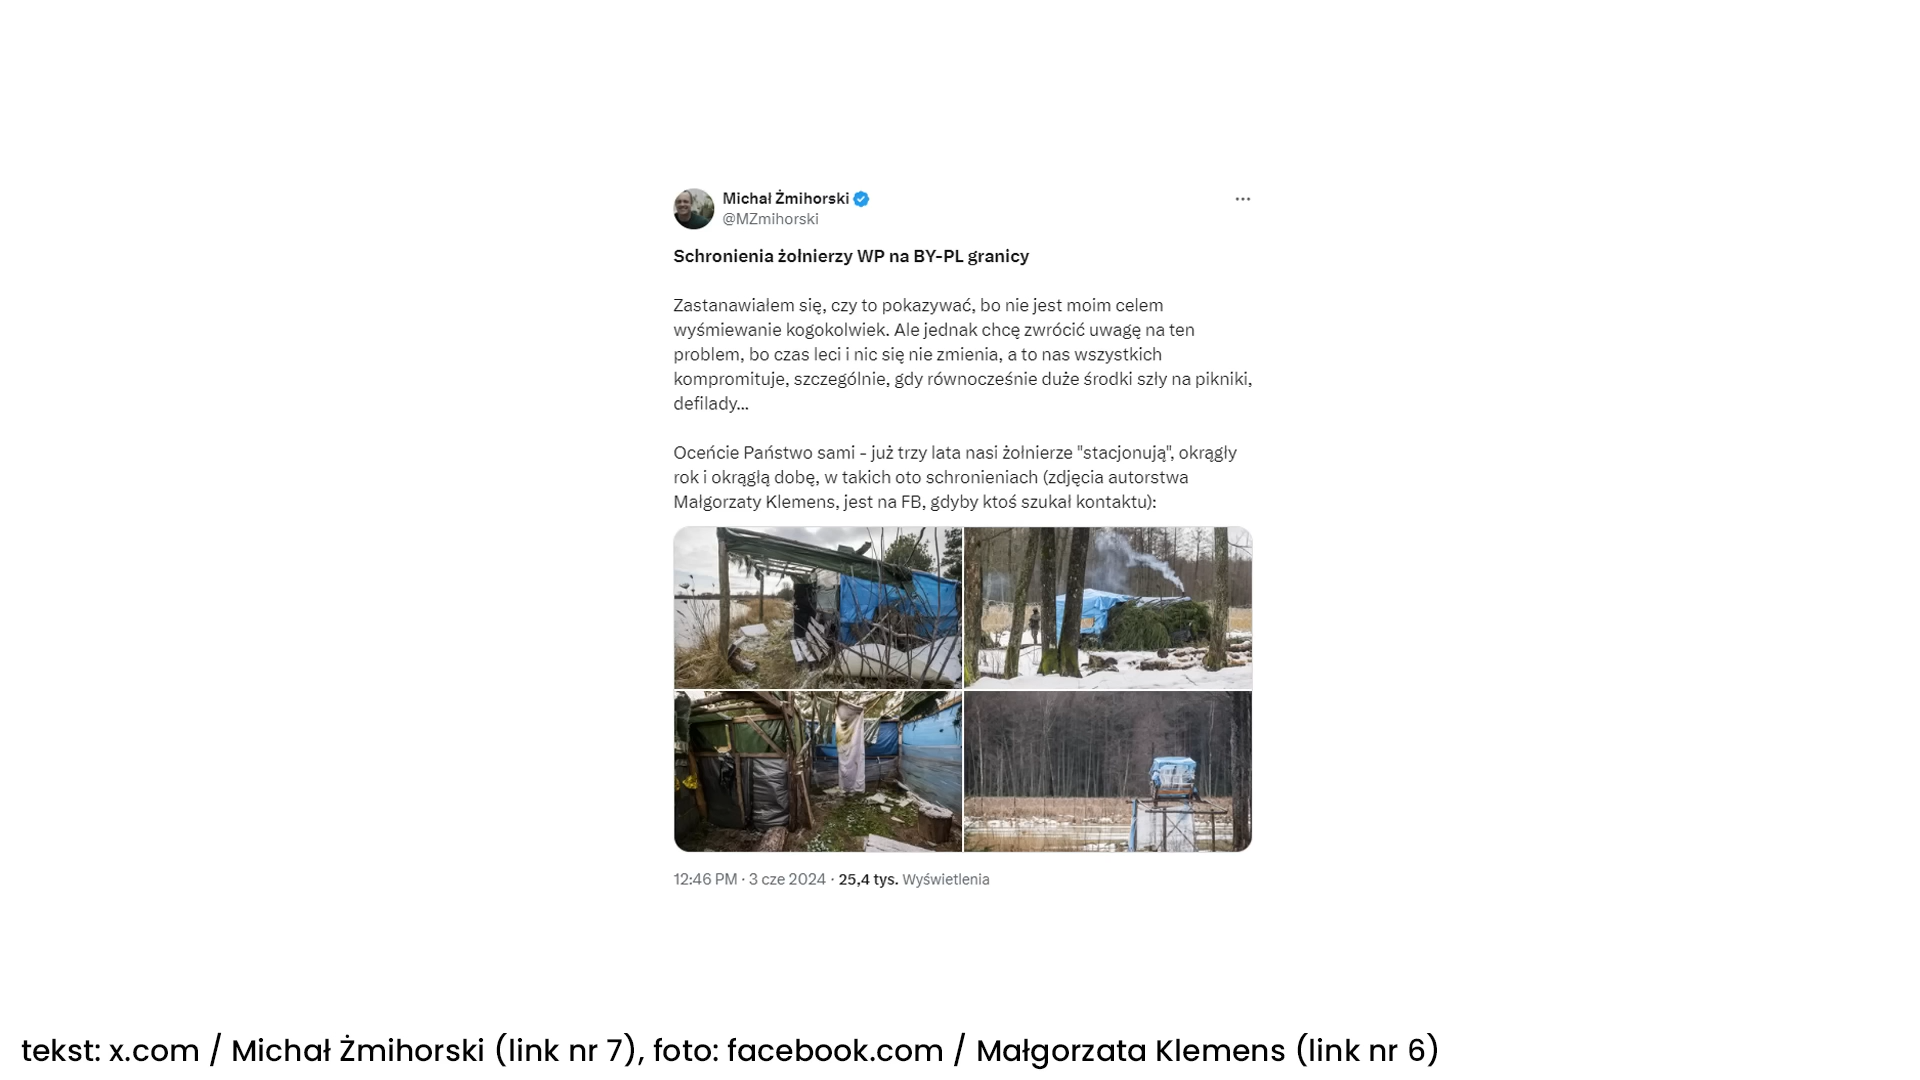 Michał Żmihorski
@MZmihorski
Schronienia żołnierzy WP na BY-PL granicy
Zastanawiałem się, czy to pokazywać, bo nie jest moim celem
wyśmiewanie kogokolwiek. Ale jednak chcę zwrócić uwagę na ten
problem, bo czas leci i nic się nie zmienia, a to nas wszystkich
kompromituje, szczególnie, gdy równocześnie duże środki szły na pikniki,
defilady...
Oceńcie Państwo sami - już trzy lata nasi żołnierze "stacjonują", okrągły
rok i okrągłą dobę, w takich oto schronieniach (zdjęcia autorstwa
Małgorzaty Klemens, jest na FB, gdyby ktoś szukał kontaktu):
12:46 PM · 3 cze 2024 · 25,4 tys. Wyświetlenia
tekst: x.com / Michał Żmihorski (link nr 7), foto: facebook.com / Małgorzata Klemens (link nr 6)